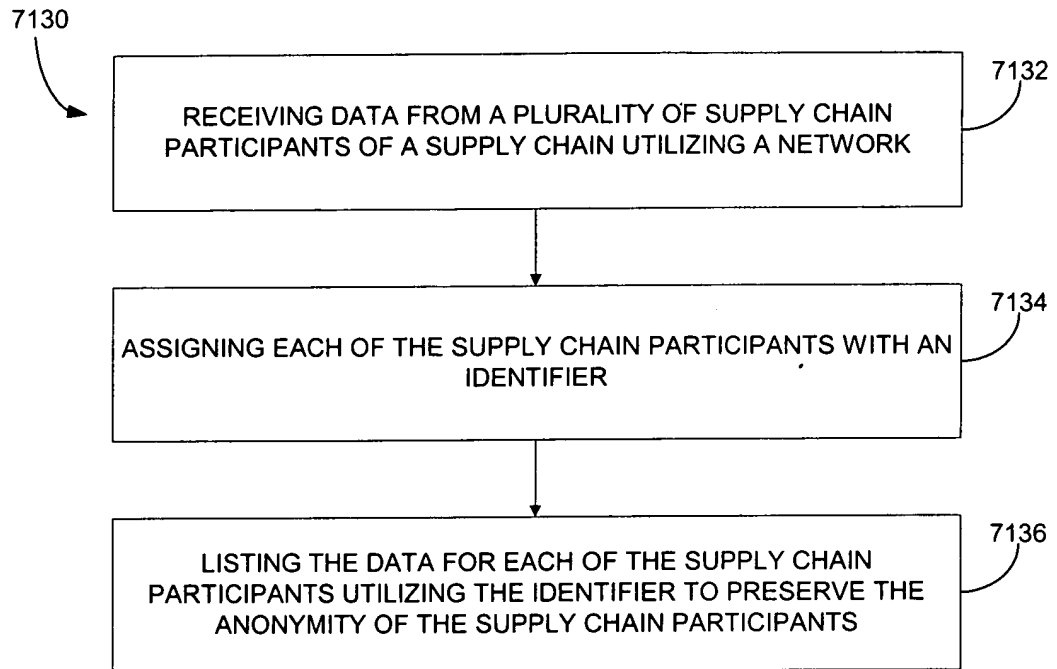 7130
7132
RECEIVING DATA FROM A PLURALITY OF SUPPLY CHAIN
PARTICIPANTS OF A SUPPLY CHAIN UTILIZING A NETWORK
7134
ASSIGNING EACH OF THE SUPPLY CHAIN PARTICIPANTS WITH AN
IDENTIFIER
7136
LISTING THE DATA FOR EACH OF THE SUPPLY CHAIN
PARTICIPANTS UTILIZING THE IDENTIFIER TO PRESERVE THE
ANONYMITY OF THE SUPPLY CHAIN PARTICIPANTS